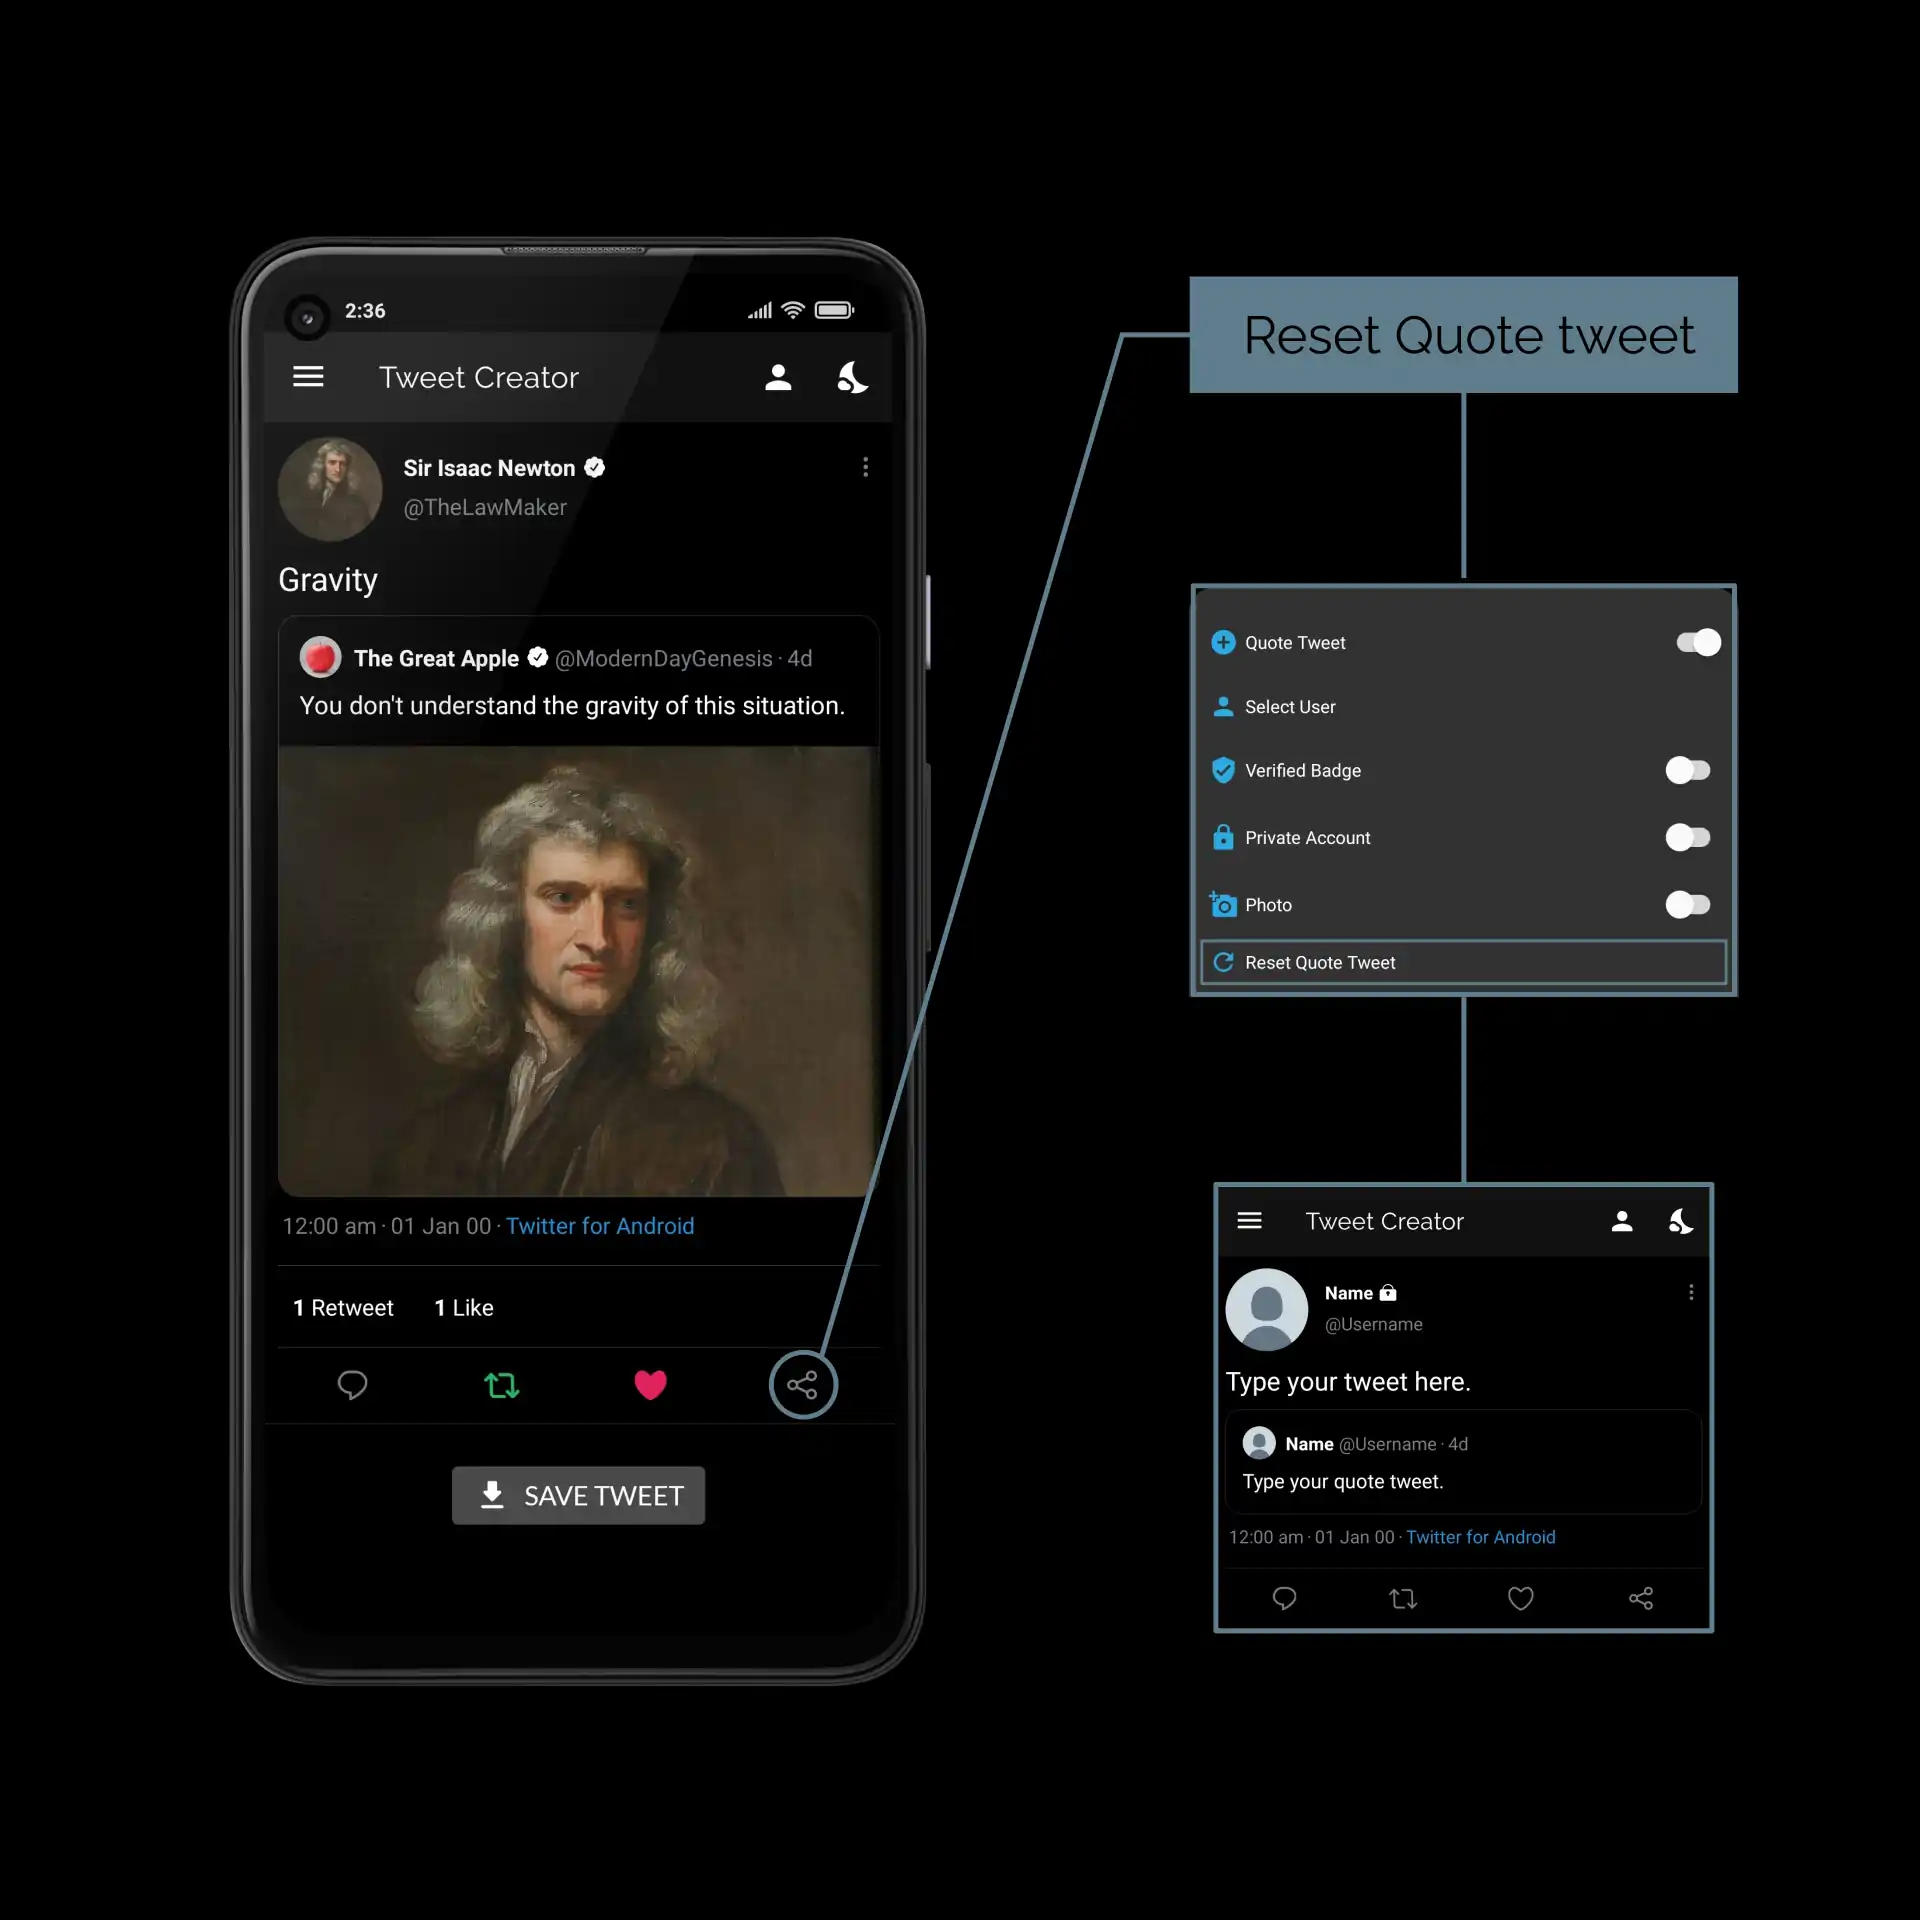 2:36
Tweet Creator
Sir Isaac Newton
@TheLawMaker
Gravity
The Great Apple @ModernDayGenesis · 4d
You don't understand the gravity of this situation.
12:00 am · 01 Jan 00 · Twitter for Android
1 Retweet 1 Like
SAVE TWEET
Reset Quote tweet
Quote Tweet
Select User
Verified Badge
Private Account
Photo
Reset Quote Tweet
Tweet Creator
Name
@Username
Type your tweet here.
Name @Username · 4d
Type your quote tweet.
12:00 am · 01 Jan 00 · Twitter for Android